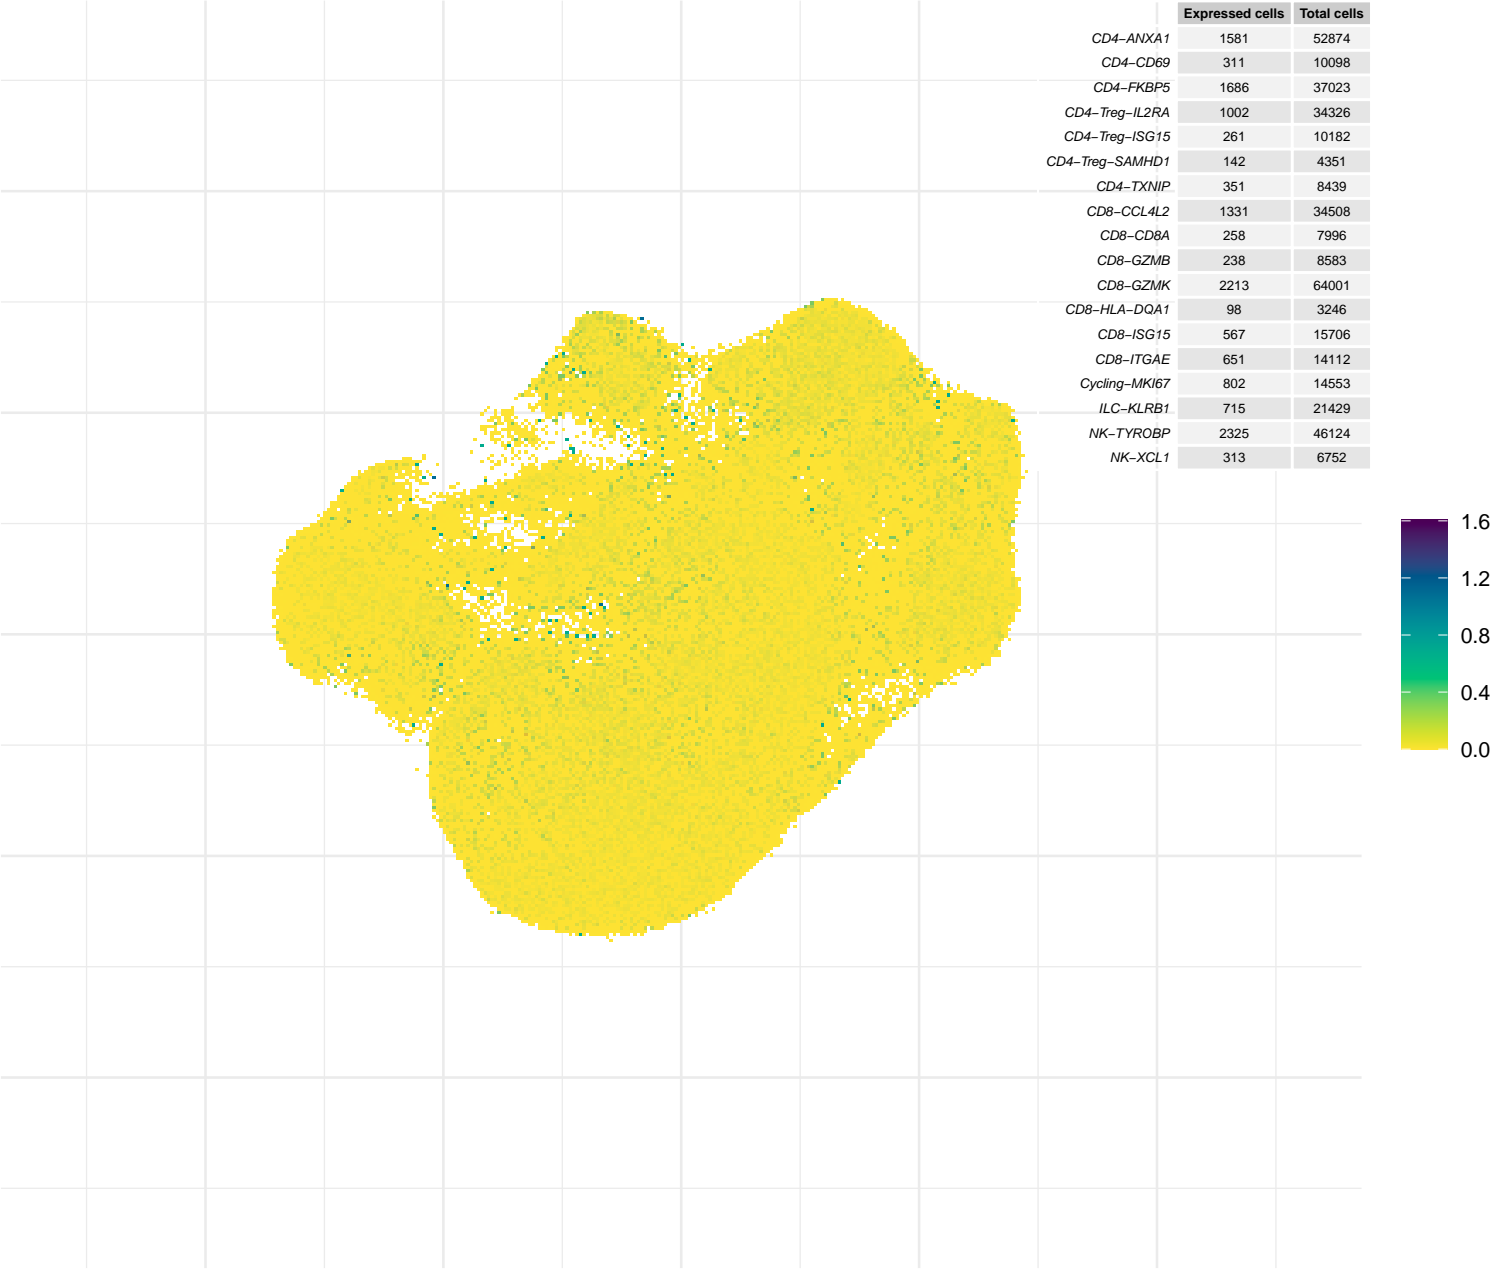 Expressed cells Total cells
CD4−ANXA1 1581 52874
CD4−CD69 311 10098
CD4−FKBP5 1686 37023
CD4−Treg−IL2RA 1002 34326
CD4−Treg−ISG15 261 10182
CD4−Treg−SAMHD1 142 4351
CD4−TXNIP 351 8439
CD8−CCL4L2 1331 34508
CD8−CD8A 258 7996
CD8−GZMB 238 8583
CD8−GZMK 2213 64001
CD8−HLA−DQA1 98 3246
CD8−ISG15 567 15706
CD8−ITGAE 651 14112
Cycling−MKI67 802 14553
ILC−KLRB1 715 21429
NK−TYROBP 2325 46124
NK−XCL1 313 6752
1.6
1.2
0.8
0.4
0.0